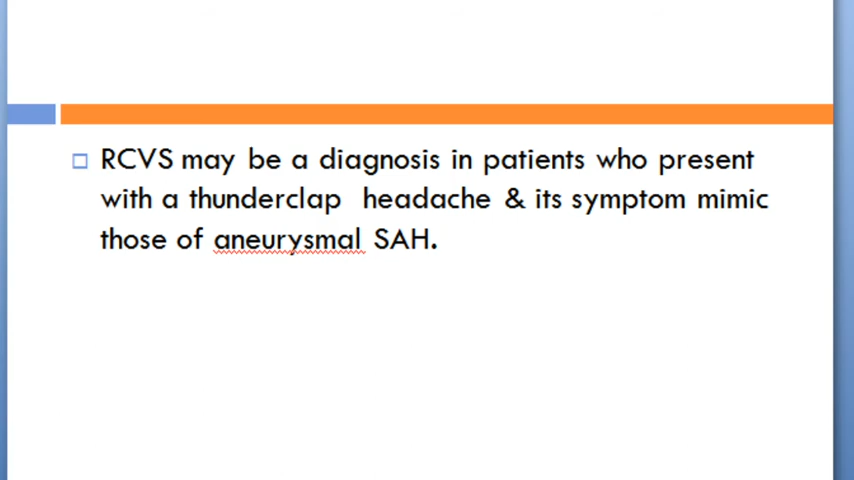 RCVS may be a diagnosis in patients who present
with a thunderclap  headache & its symptom mimic
those of aneurysmal SAH.